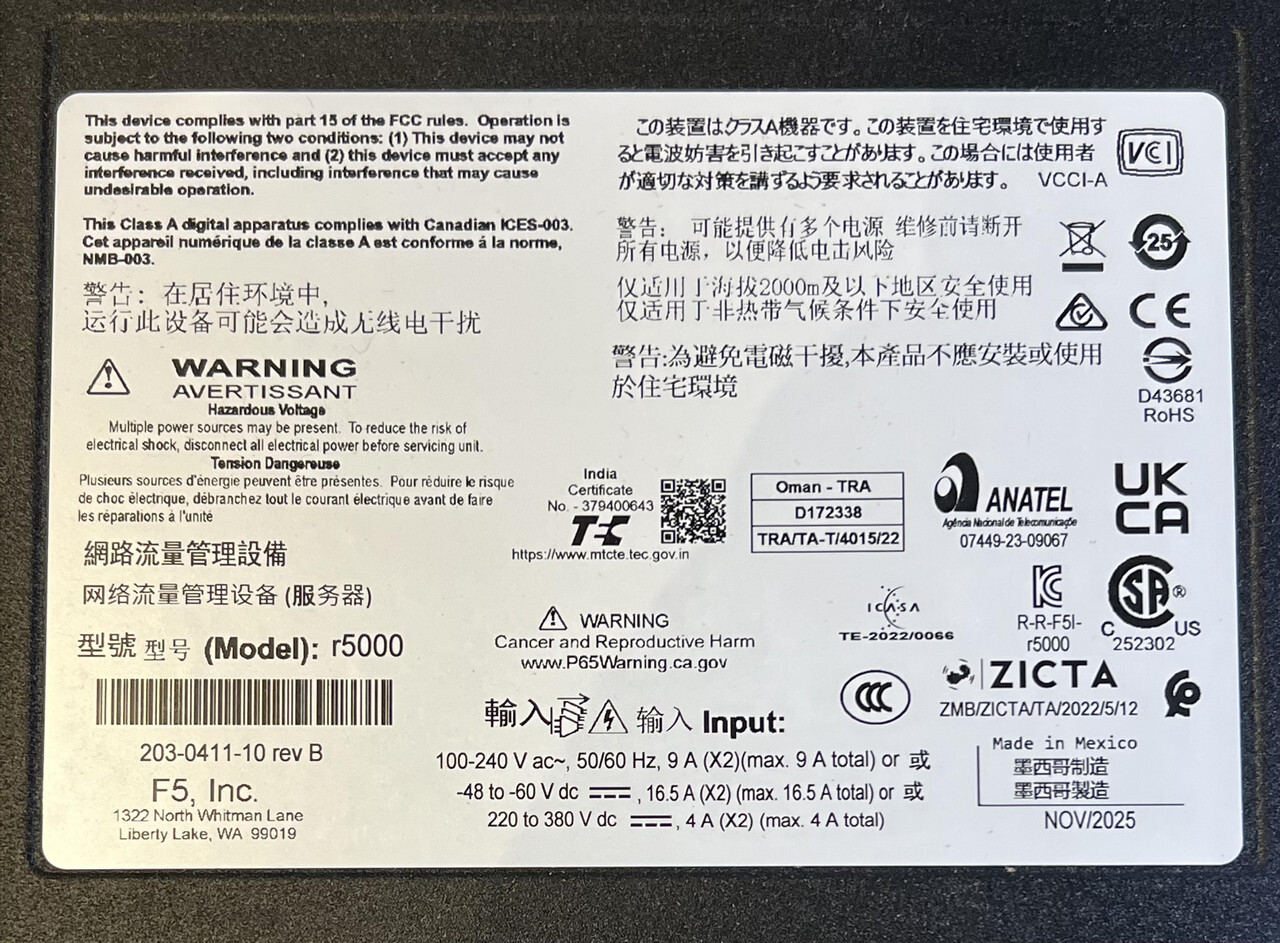 This device complies with part 15 of the FCC rules. Operation is
subject to the following two conditions: (1) This device may not
cause harmful interference and (2) this device must accept any
interference received, including interference that may cause
undesirable operation.
This Class A digital apparatus complies with Canadian ICES-003.
Cet appareil numérique de la classe A est conforme á la norme,
NMB-003.
警告：在居住环境中,
运行此设备可能会造成无线电干扰
WARNING
AVERTISSANT
Hazardous Voltage
Multiple power sources may be present. To reduce the risk of
electrical shock, disconnect all electrical power before servicing unit.
Tension Dangereuse
Plusieurs sources d'énergie peuvent être présentes. Pour réduire le risque
de choc électrique, débranchez tout le courant électrique avant de faire
les réparations à l'unité
網路流量管理設備
网络流量管理设备 (服务器)
型號 型号 (Model): r5000
203-0411-10 rev B
F5, Inc.
1322 North Whitman Lane
Liberty Lake, WA 99019
この装置はクラスA機器です。この装置を住宅環境で使用す
ると電波妨害を引き起こすことがあります。この場合には使用者
が適切な対策を講ずるよう要求されることがあります。 VCCI-A
VCI
警告： 可能提供有多个电源 维修前请断开
所有电源，以便降低电击风险
仅适用于海拔2000m及以下地区安全使用
仅适用于非热带气候条件下安全使用
警告:為避免電磁干擾,本產品不應安裝或使用
於住宅環境
25
CE
D43681
RoHS
India
Certificate
No. - 379400643
TEC
https://www.mtcte.tec.gov.in
Oman - TRA
D172338
TRA/TA-T/4015/22
ANATEL
Agência Nacional de Telecomunicações
07449-23-09067
UK
CA
WARNING
Cancer and Reproductive Harm
www.P65Warning.ca.gov
ICASA
TE-2022/0066
R-R-F5I-
r5000
CSA®
C US
252302
CCC
ZICTA
ZMB/ZICTA/TA/2022/5/12
輸入 输入 Input:
100-240 V ac~, 50/60 Hz, 9 A (X2)(max. 9 A total) or 或
-48 to -60 V dc , 16.5 A (X2) (max. 16.5 A total) or 或
220 to 380 V dc , 4 A (X2) (max. 4 A total)
Made in Mexico
墨西哥制造
墨西哥製造
NOV/2025